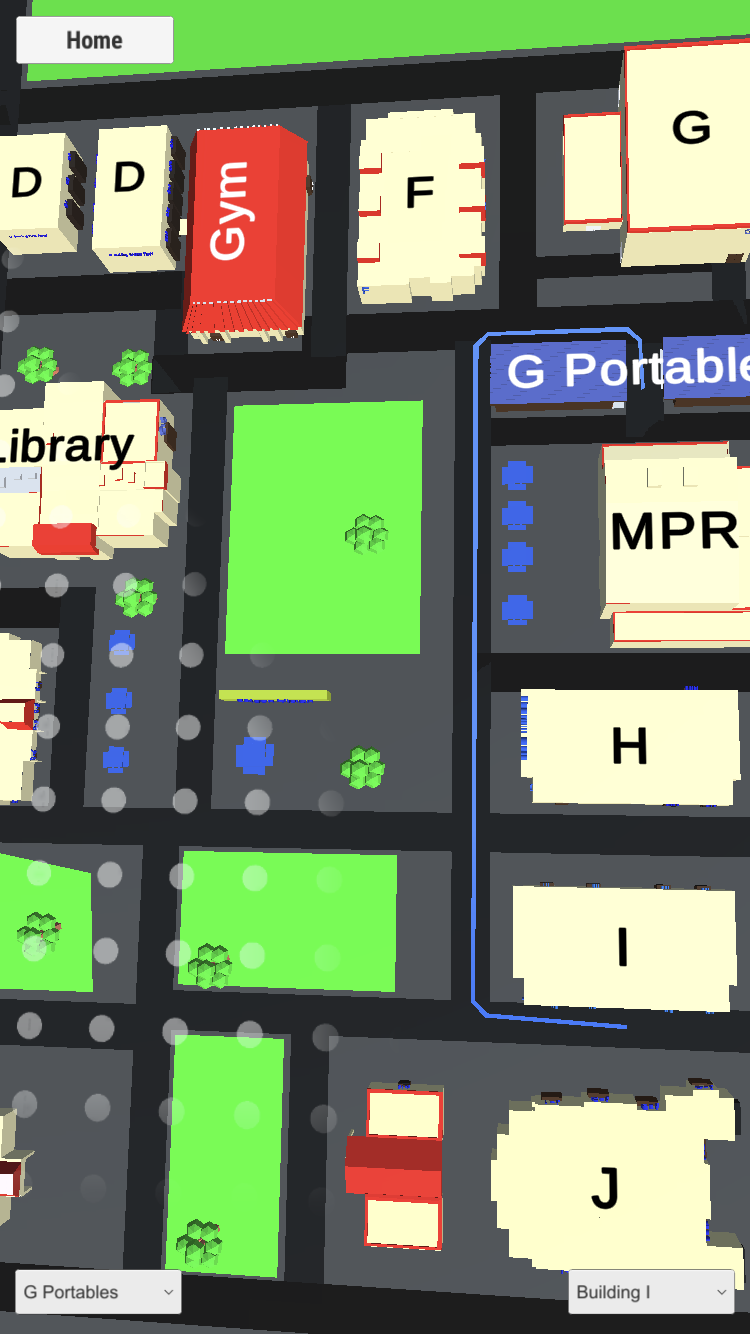 Home
G
D
D
Gym
F
G Portable
Library
MPR
H
I
J
G Portables
Building I